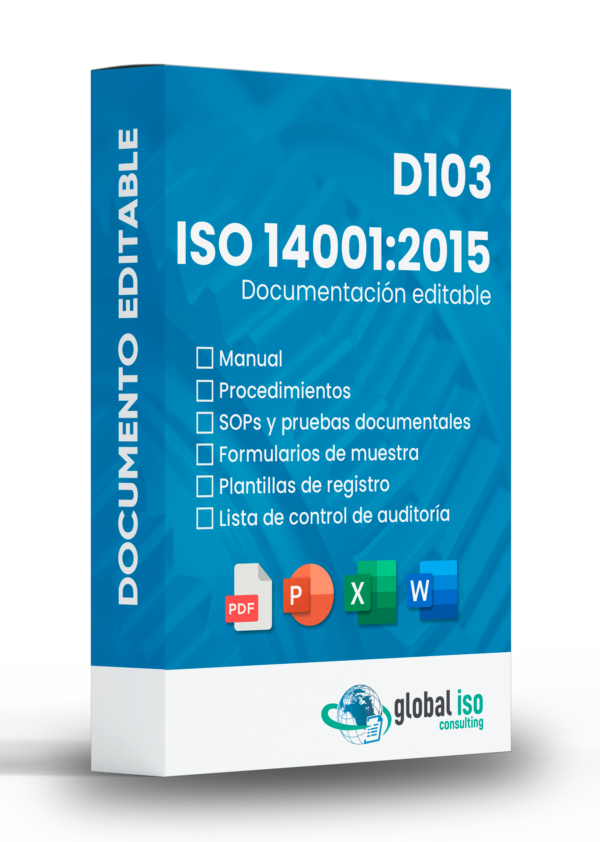 DOCUMENTO EDITABLE
D103
ISO 14001:2015
Documentación editable
Manual
Procedimientos
SOPs y pruebas documentales
Formularios de muestra
Plantillas de registro
Lista de control de auditoría
PDF
P
X
W
global iso
consulting